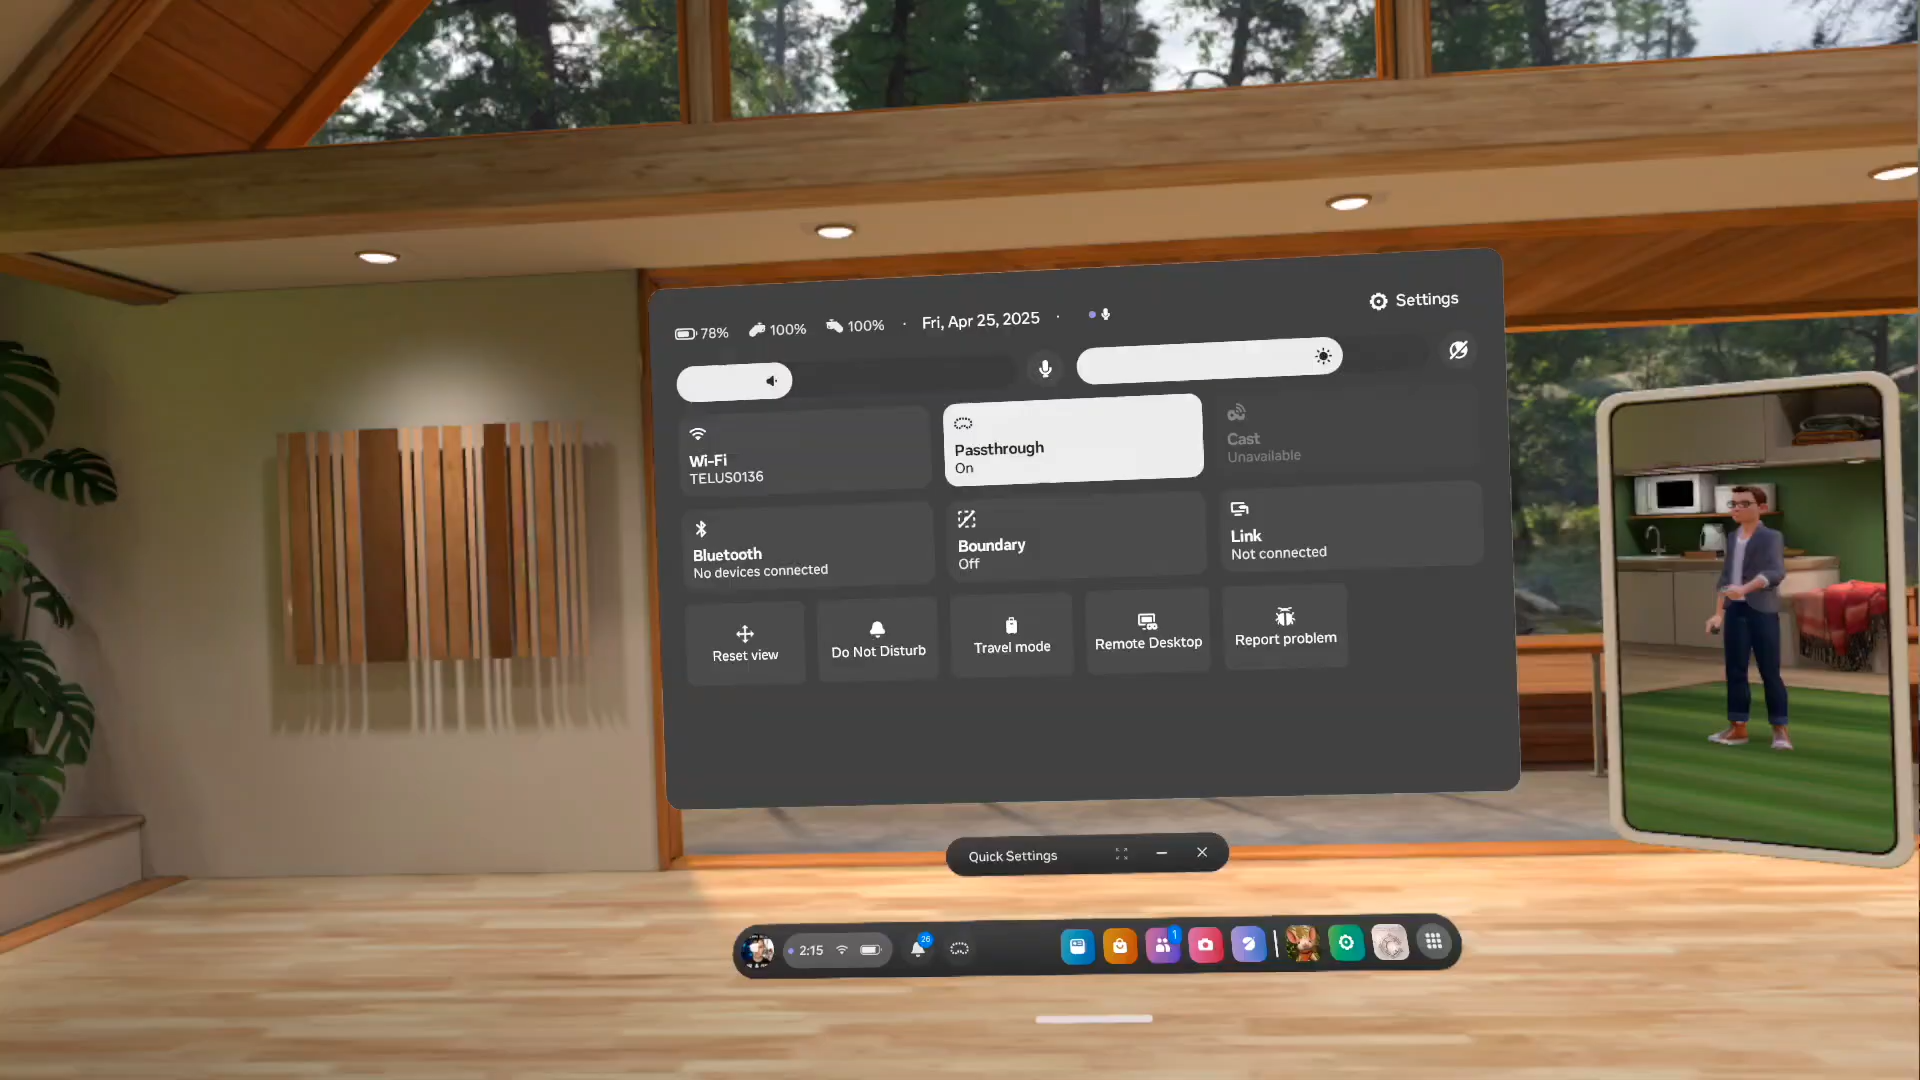 78% 100% 100% · Fri, Apr 25, 2025 ·
Settings
Wi-Fi
TELUS0136
Passthrough
On
Cast
Unavailable
Bluetooth
No devices connected
Boundary
Off
Link
Not connected
Reset view
Do Not Disturb
Travel mode
Remote Desktop
Report problem
Quick Settings
2:15
26
1